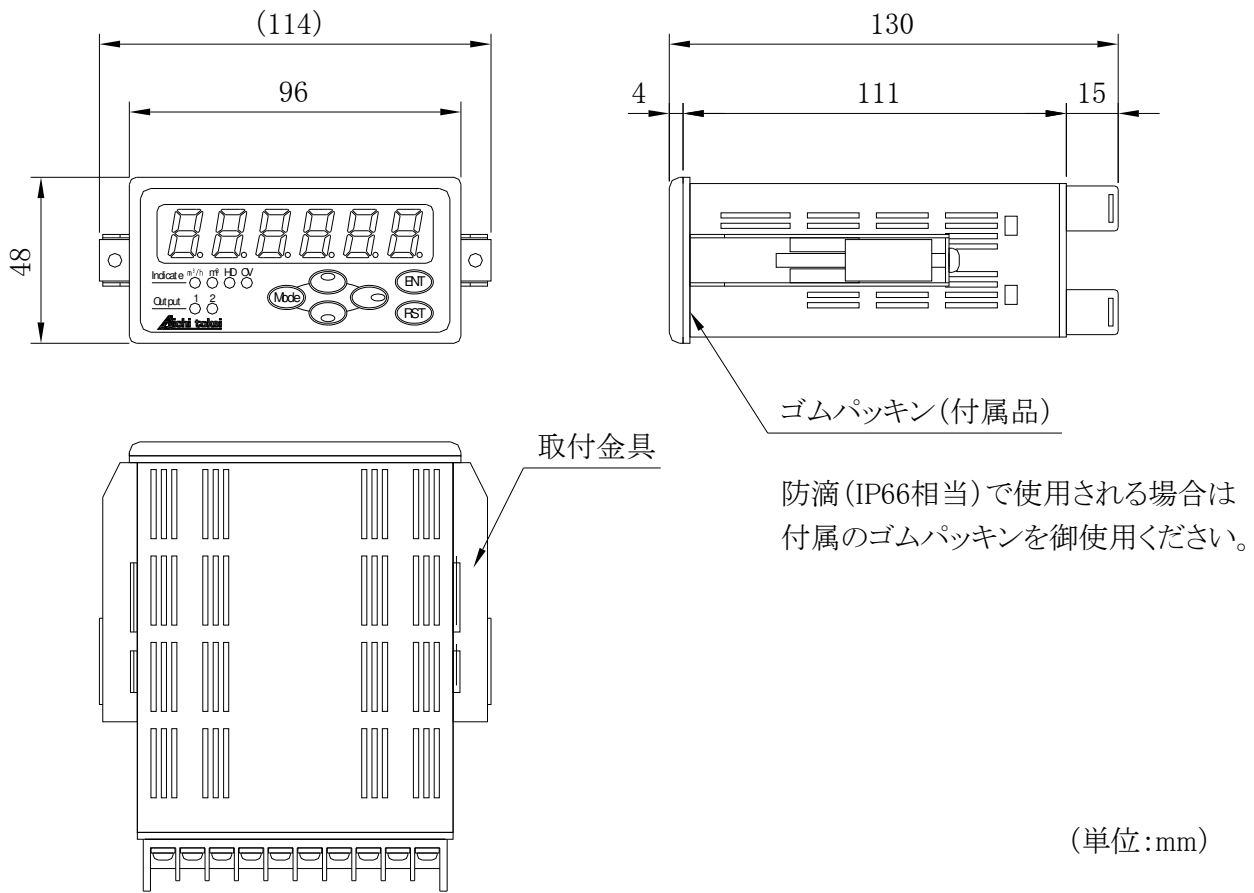 (114)
130
96
4
111
15
48
Indicate m³/h m³ HD OV
Output 1 2
Mode
ENT
RST
Aichi tokei
ゴムパッキン(付属品)
取付金具
防滴(IP66相当)で使用される場合は
付属のゴムパッキンを御使用ください。
(単位:mm)